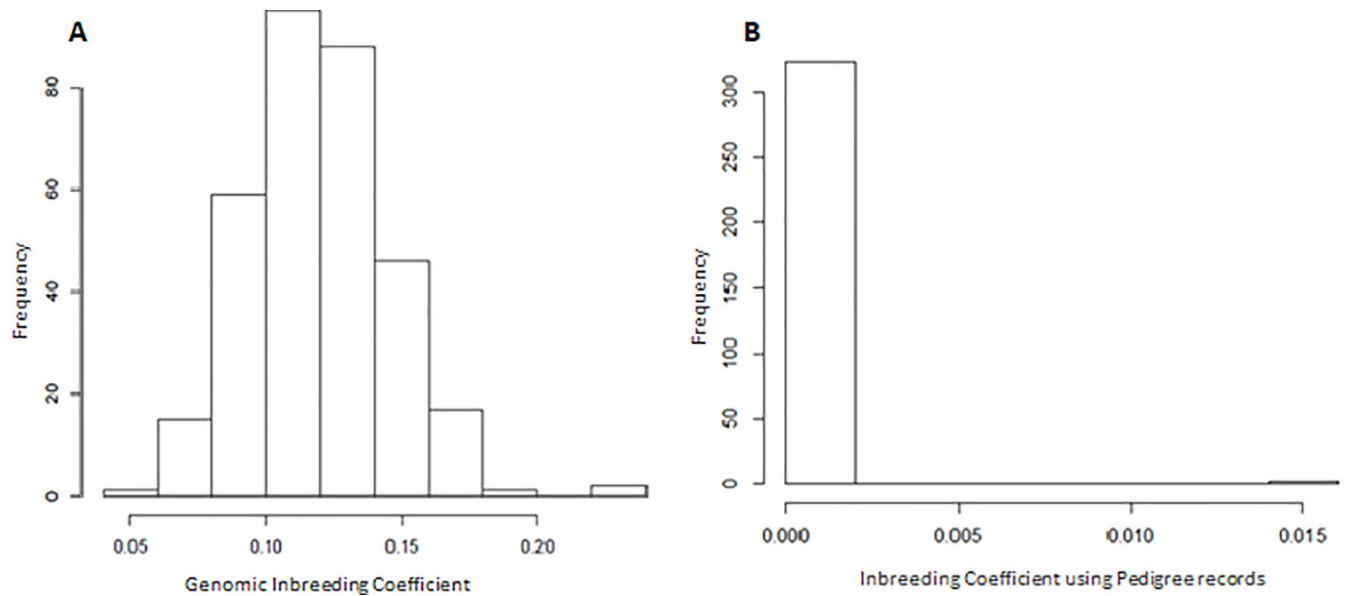 A
80
60
40
20
0
Frequency
0.05 0.10 0.15 0.20
Genomic Inbreeding Coefficient
B
300
250
200
150
100
50
0
Frequency
0.000 0.005 0.010 0.015
Inbreeding Coefficient using Pedigree records